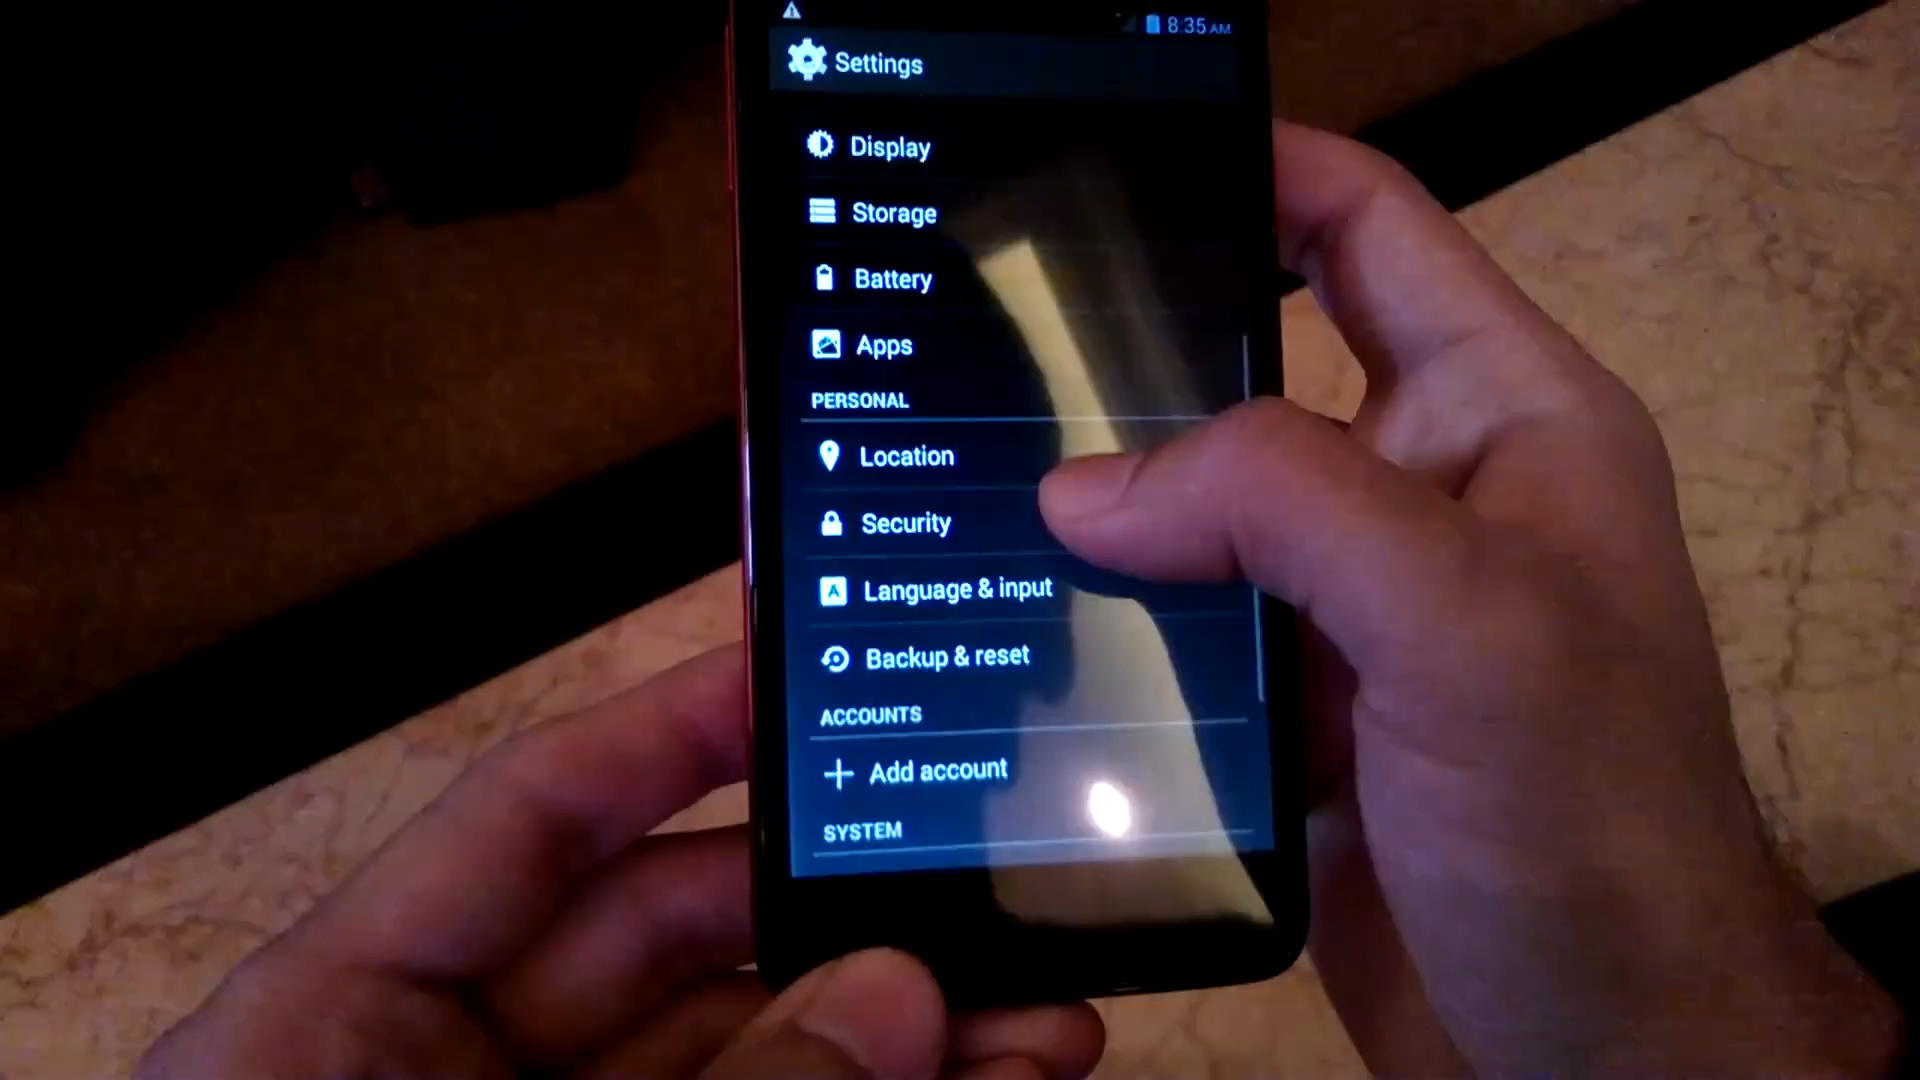 8:35 AM
Settings
Display
Storage
Battery
Apps
PERSONAL
Location
Security
Language & input
Backup & reset
ACCOUNTS
Add account
SYSTEM